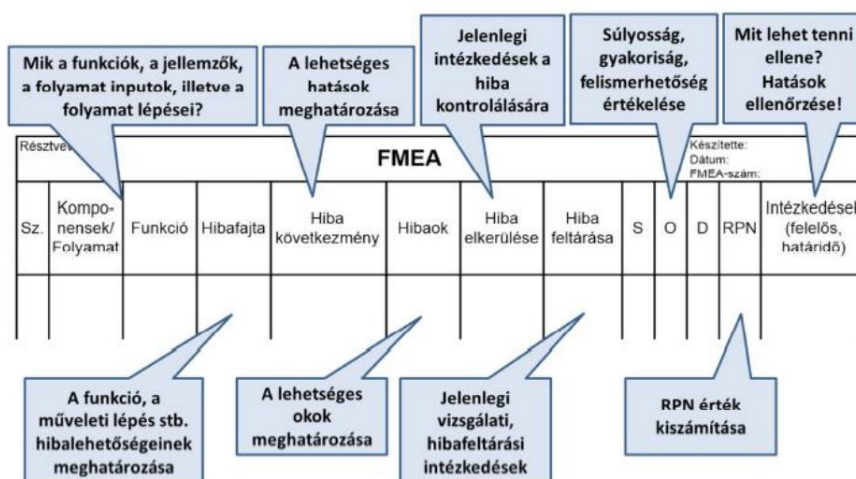 Mik a funkciók, a jellemzők,
a folyamat inputok, illetve a
folyamat lépései?
A lehetséges
hatások
meghatározása
Jelenlegi
intézkedések a
hiba
kontrolálására
Súlyosság,
gyakoriság,
felismerhetőség
értékelése
Mit lehet tenni
ellene?
Hatások
ellenőrzése!
FMEA
Készítette:
Dátum:
FMEA-szám:
Sz.
Kompo-
nensek/
Folyamat
Funkció
Hibafajta
Hiba
következmény
Hibaok
Hiba
elkerülése
Hiba
feltárása
S
O
D
RPN
Intézkedések
(felelős,
határidő)
A funkció, a
műveleti lépés stb.
hibalehetőségeinek
meghatározása
A lehetséges
okok
meghatározása
Jelenlegi
vizsgálati,
hibafeltárási
intézkedések
RPN érték
kiszámítása